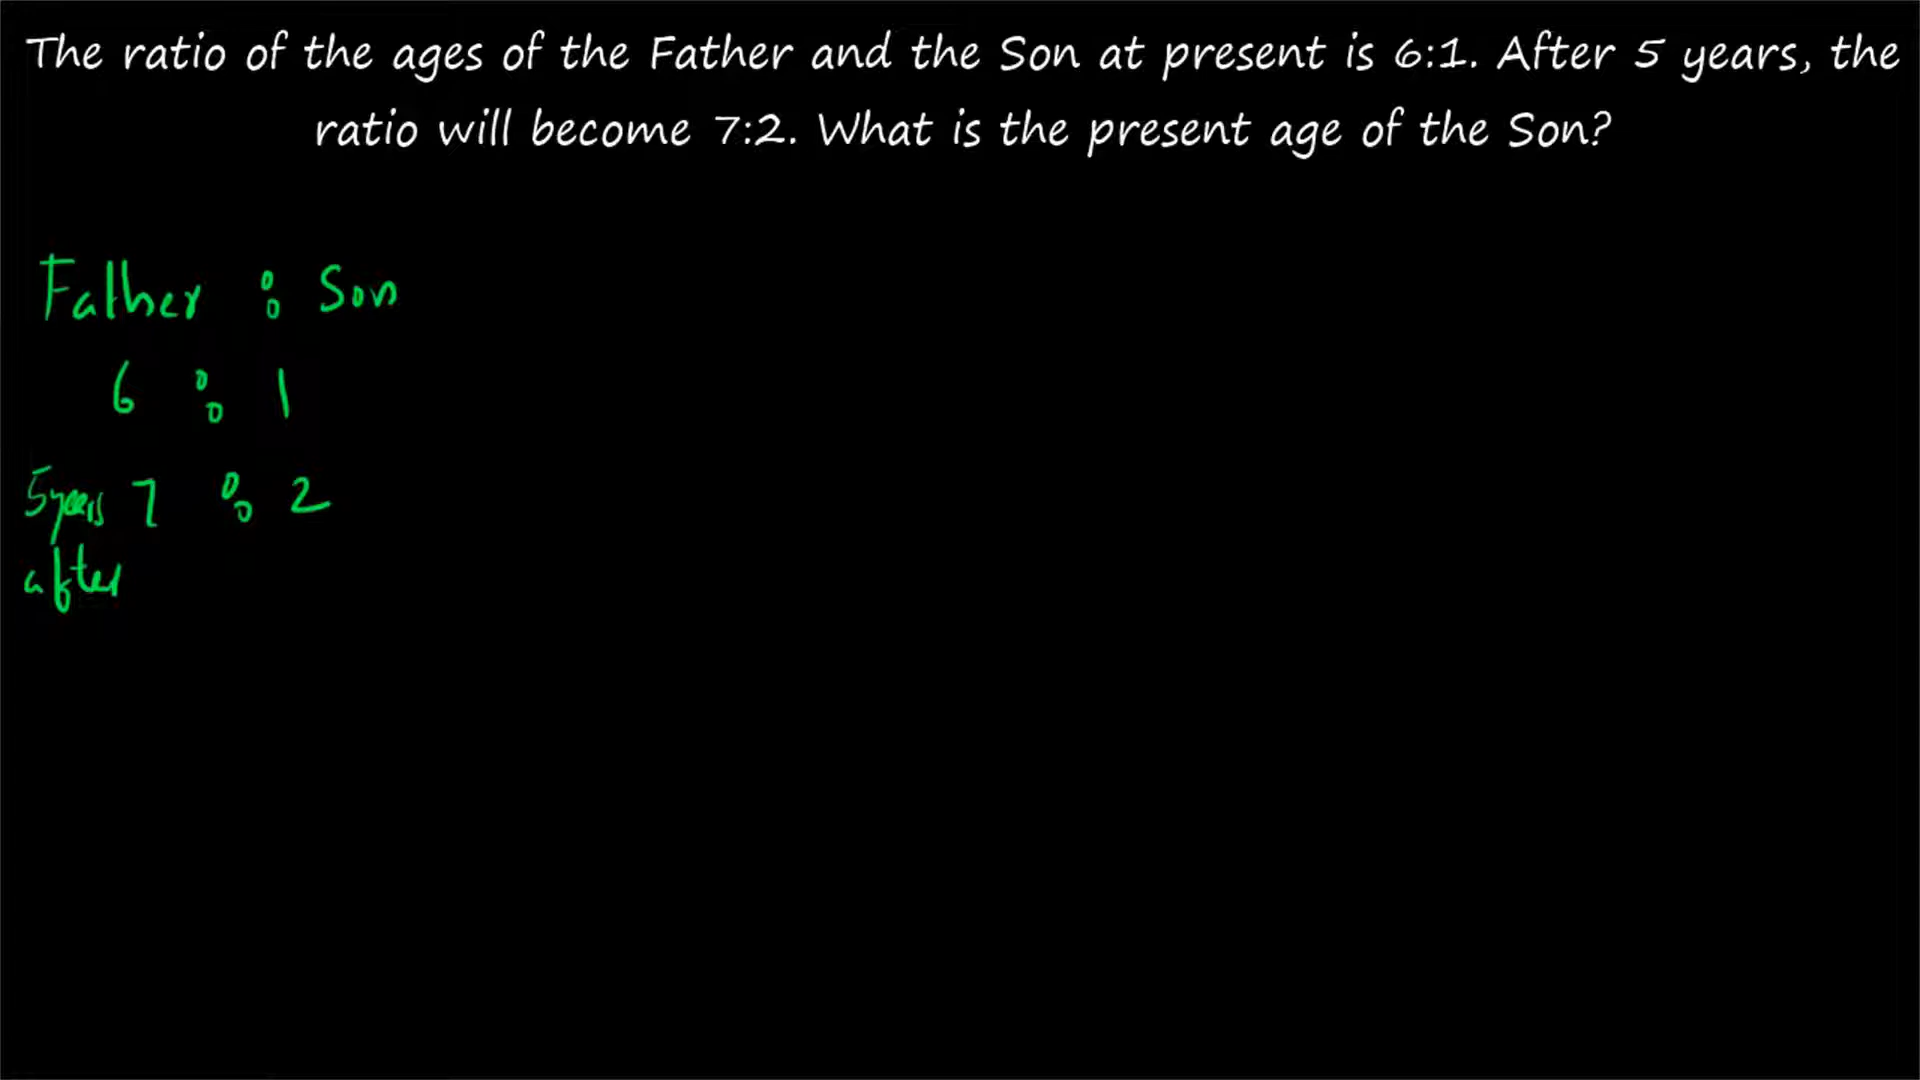 The ratio of the ages of the Father and the Son at present is 6:1. After 5 years, the
ratio will become 7:2. What is the present age of the Son?
Father : Son
6 : 1
5 years 7 : 2
after